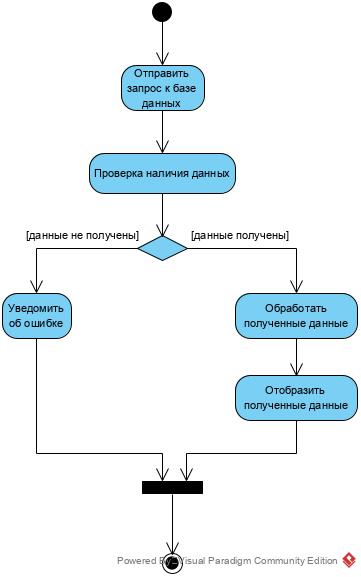 Отправить
запрос к базе
данных
Проверка наличия данных
[данные не получены]
[данные получены]
Уведомить
об ошибке
Обработать
полученные данные
Отобразить
полученные данные
Powered By Visual Paradigm Community Edition